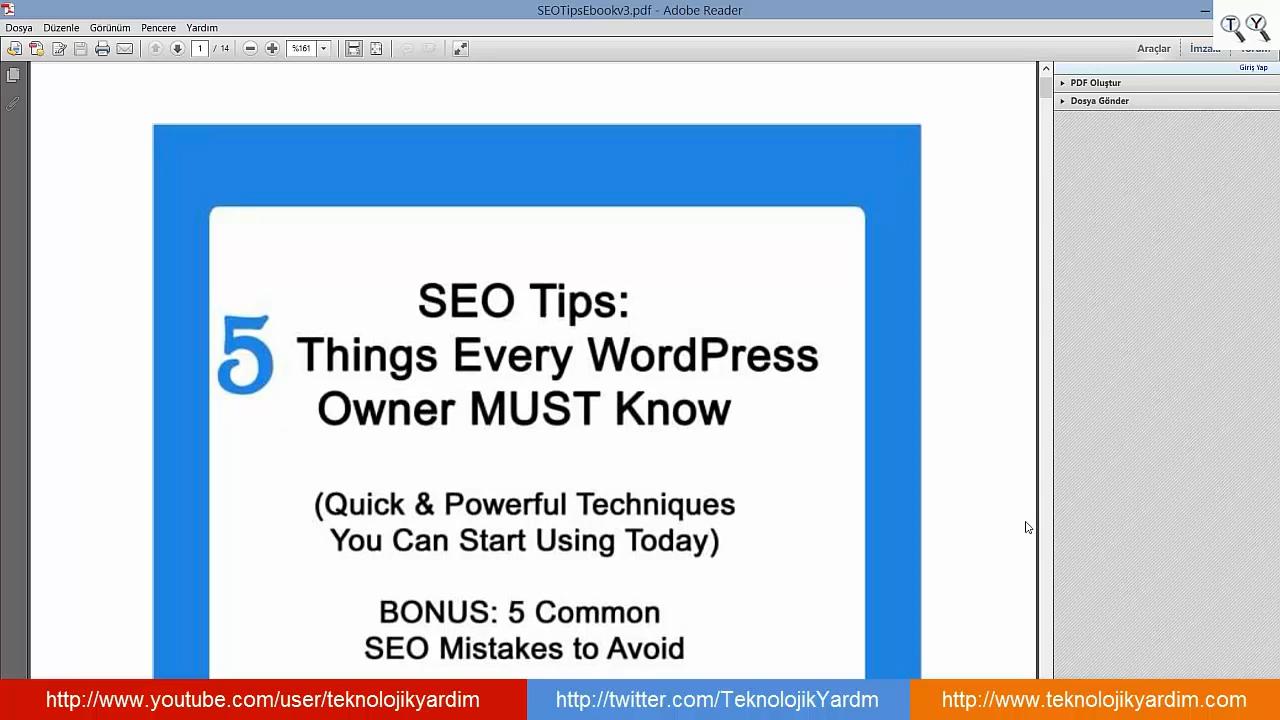 SEOTipsEbookv3.pdf - Adobe Reader
Dosya Düzenle Görünüm Pencere Yardım
1 / 14 %161 Araçlar
T Y
Giriş Yap
PDF Oluştur
Dosya Gönder
SEO Tips:
5 Things Every WordPress
Owner MUST Know
(Quick & Powerful Techniques
You Can Start Using Today)
BONUS: 5 Common
SEO Mistakes to Avoid
http://www.youtube.com/user/teknolojikyardim http://twitter.com/TeknolojikYardm http://www.teknolojikyardim.com